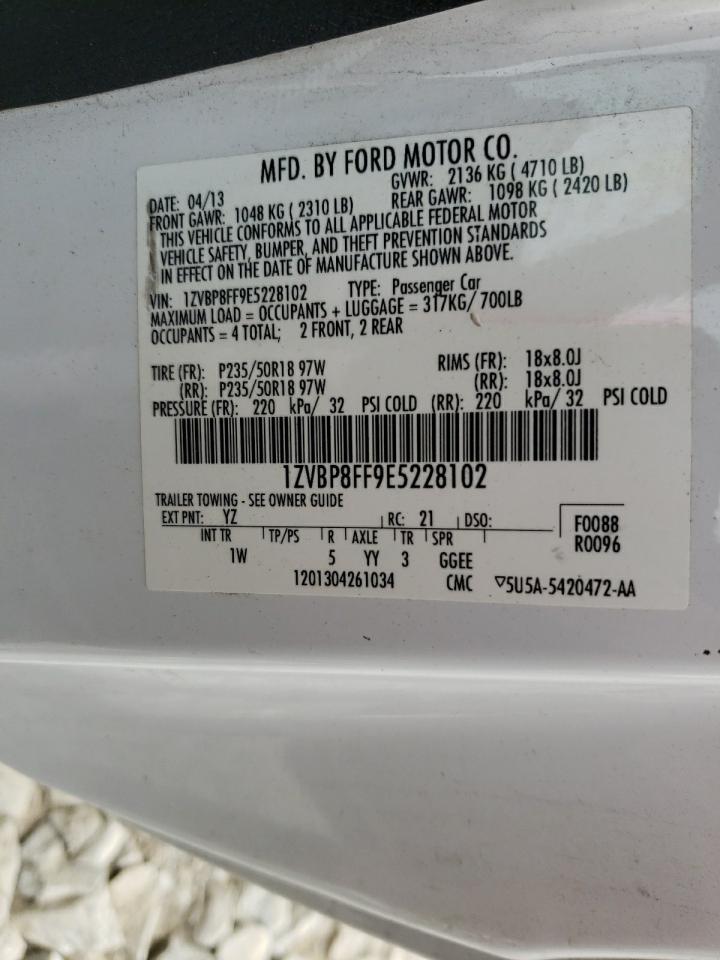 MFD. BY FORD MOTOR CO.
DATE: 04/13 GVWR: 2136 KG ( 4710 LB)
FRONT GAWR: 1048 KG ( 2310 LB) REAR GAWR: 1098 KG ( 2420 LB)
THIS VEHICLE CONFORMS TO ALL APPLICABLE FEDERAL MOTOR
VEHICLE SAFETY, BUMPER, AND THEFT PREVENTION STANDARDS
IN EFFECT ON THE DATE OF MANUFACTURE SHOWN ABOVE.
VIN: 1ZVBP8FF9E5228102 TYPE: Passenger Car
MAXIMUM LOAD = OCCUPANTS + LUGGAGE = 317KG/ 700LB
OCCUPANTS = 4 TOTAL; 2 FRONT, 2 REAR
TIRE (FR): P235/50R18 97W RIMS (FR): 18x8.0J
(RR): P235/50R18 97W (RR): 18x8.0J
PRESSURE (FR): 220 kPa/ 32 PSI COLD (RR): 220 kPa/ 32 PSI COLD
1ZVBP8FF9E5228102
TRAILER TOWING - SEE OWNER GUIDE
EXT PNT: YZ RC: 21 DSO: F0088
INT TR TP/PS R AXLE TR SPR R0096
1W 5 YY 3 GGEE
1201304261034 CMC ▽5U5A-5420472-AA